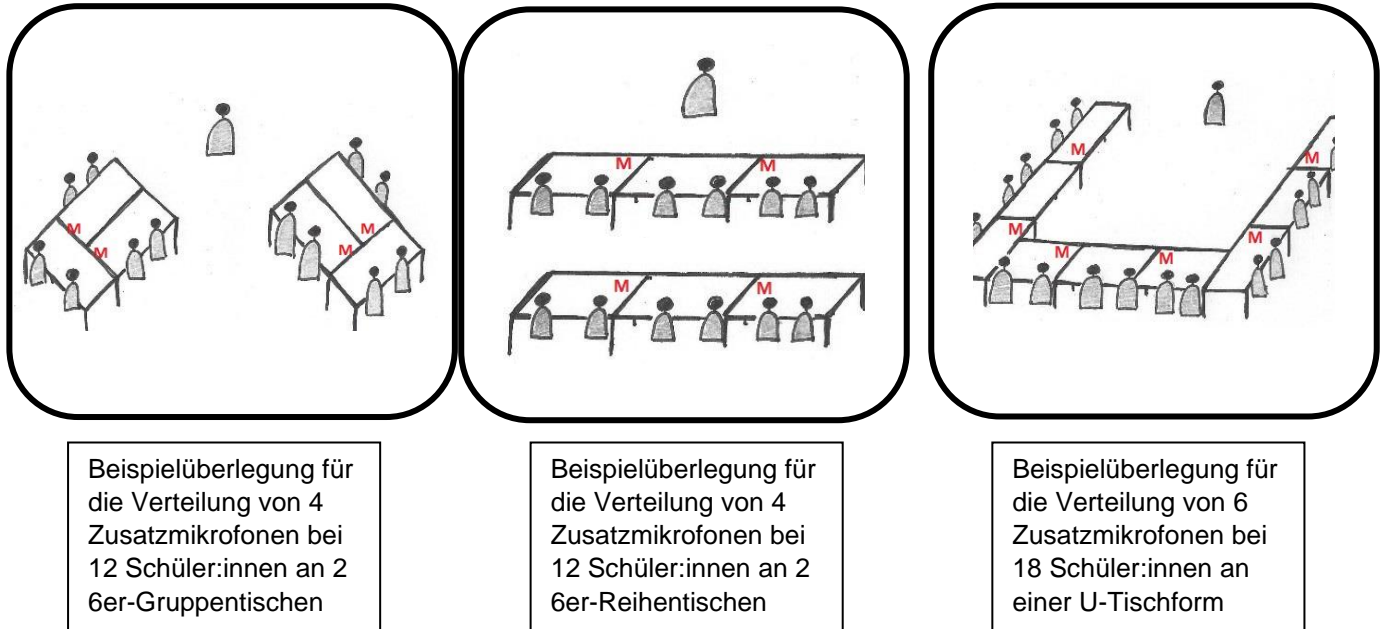 M
M
M
M
M M
M M
M
M
M
M
M
M
Beispielüberlegung für
die Verteilung von 4
Zusatzmikrofonen bei
12 Schüler:innen an 2
6er-Gruppentischen
Beispielüberlegung für
die Verteilung von 4
Zusatzmikrofonen bei
12 Schüler:innen an 2
6er-Reihentischen
Beispielüberlegung für
die Verteilung von 6
Zusatzmikrofonen bei
18 Schüler:innen an
einer U-Tischform